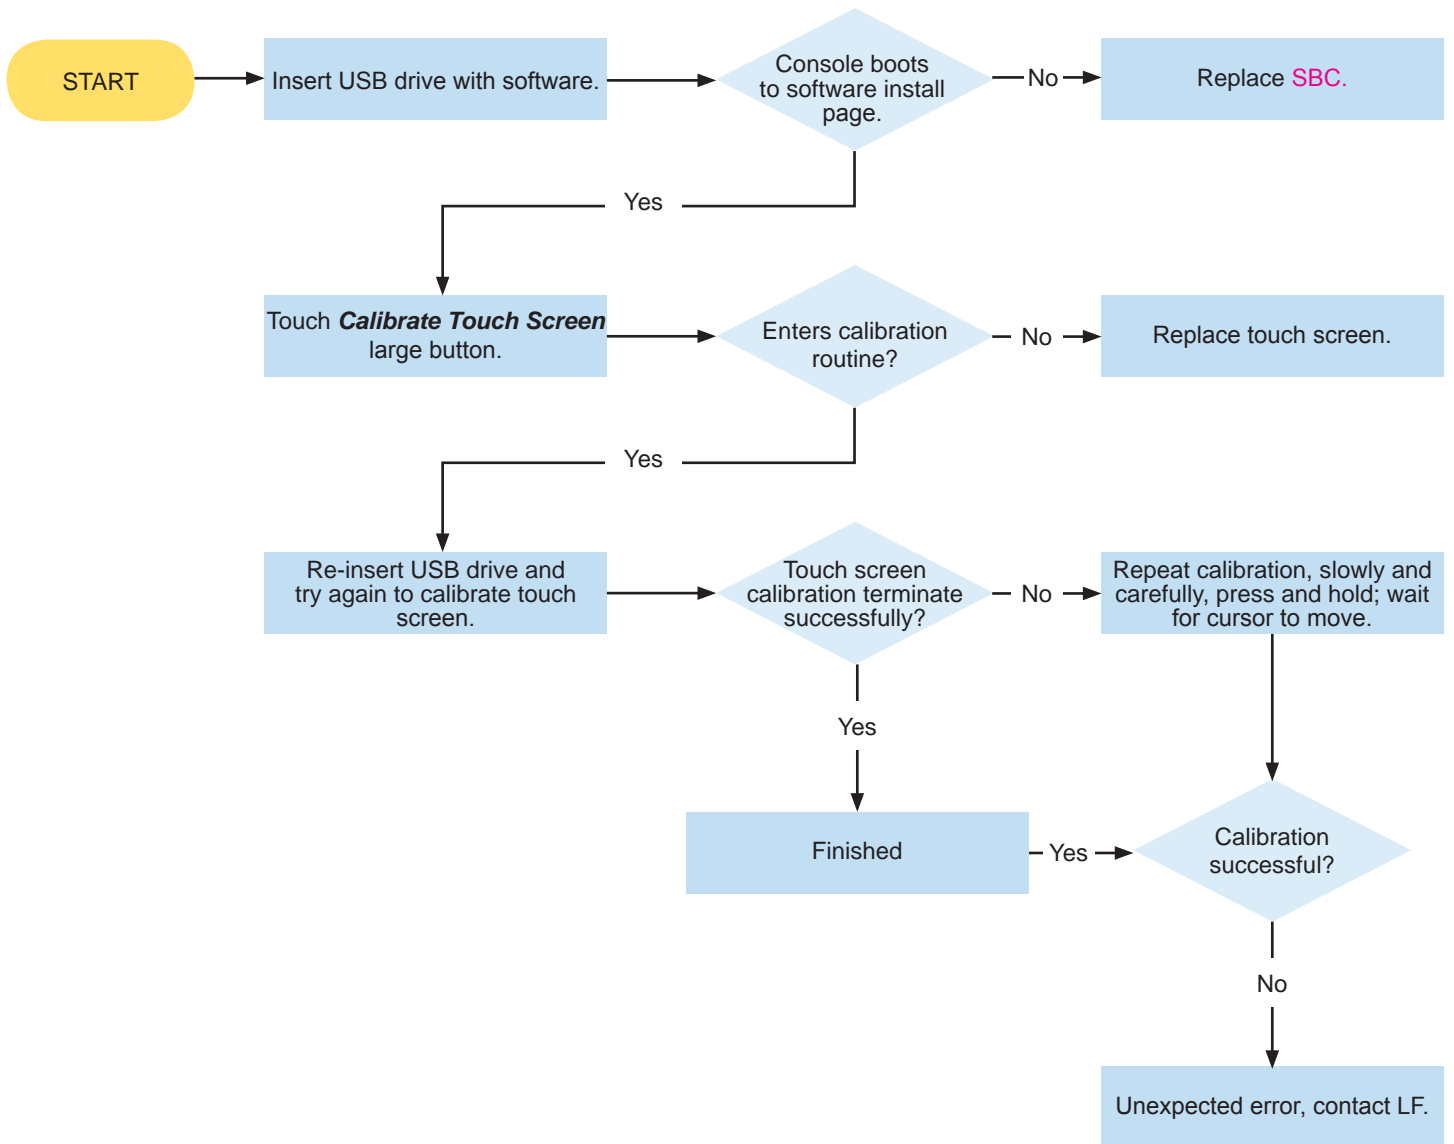 START
Insert USB drive with software.
Console boots
to software install
page.
No
Replace SBC.
Yes
Touch Calibrate Touch Screen
large button.
Enters calibration
routine?
No
Replace touch screen.
Yes
Re-insert USB drive and
try again to calibrate touch
screen.
Touch screen
calibration terminate
successfully?
No
Repeat calibration, slowly and
carefully, press and hold; wait
for cursor to move.
Yes
Finished
Yes
Calibration
successful?
No
Unexpected error, contact LF.